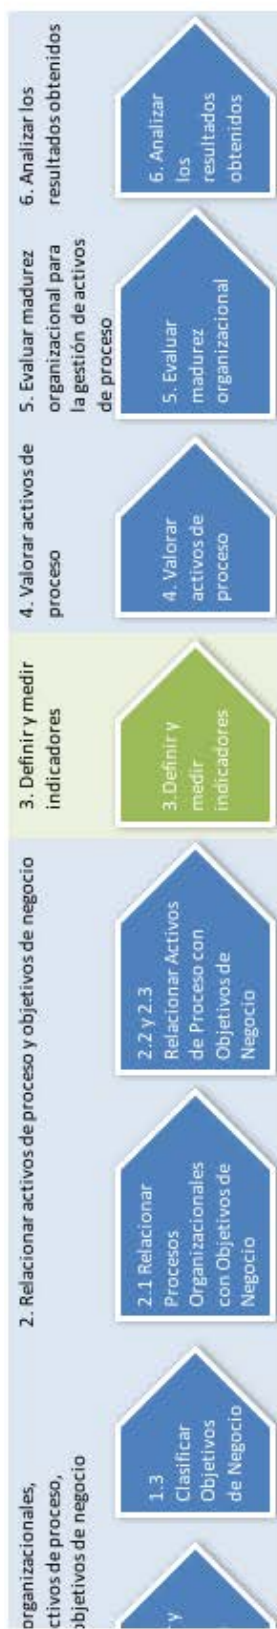 organizacionales,
ctivos de proceso,
objetivos de negocio
2. Relacionar activos de proceso y objetivos de negocio
3. Definir y medir
indicadores
4. Valorar activos de
proceso
5. Evaluar madurez
organizacional para
la gestión de activos
de proceso
6. Analizar los
resultados obtenidos
y
1.3
Clasificar
Objetivos
de Negocio
2.1 Relacionar
Procesos
Organizacionales
con Objetivos de
Negocio
2.2 y 2.3
Relacionar Activos
de Proceso con
Objetivos de
Negocio
3.Definir y
medir
indicadores
4. Valorar
activos de
proceso
5. Evaluar
madurez
organizacional
6. Analizar
los
resultados
obtenidos